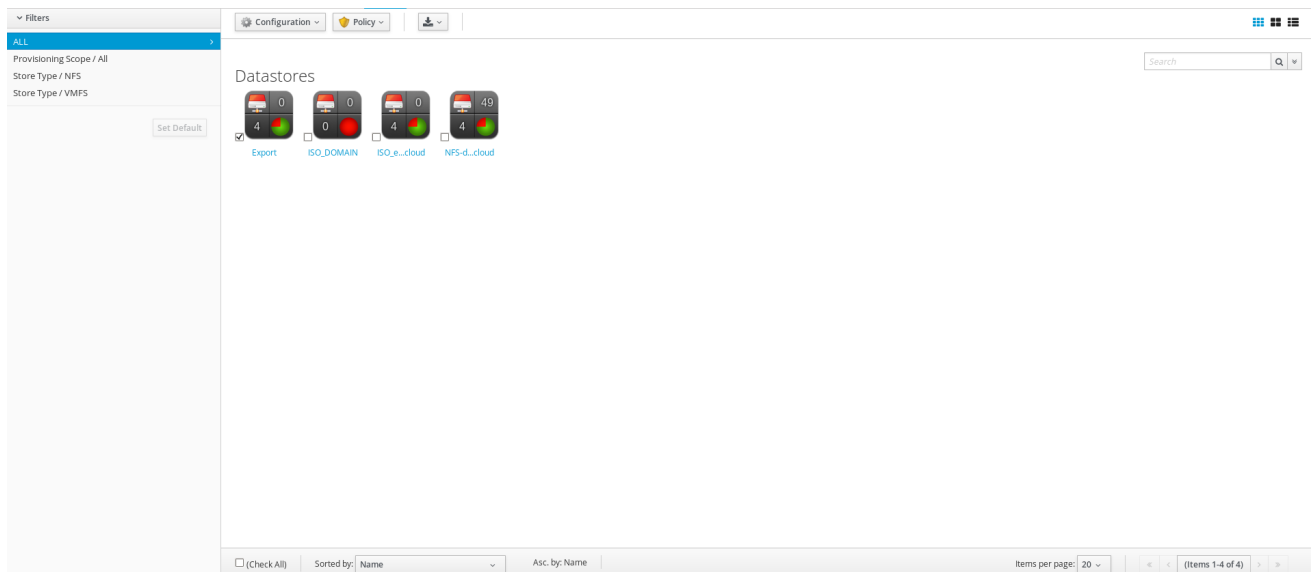 Filters
Configuration Policy
ALL
Provisioning Scope / All
Store Type / NFS
Store Type / VMFS
Set Default
Search
Datastores
0 0 0 49
4 0 4 4
Export ISO_DOMAIN ISO_e...cloud NFS-d...cloud
(Check All) Sorted by: Name Asc. by: Name Items per page: 20 « < (Items 1-4 of 4) > »